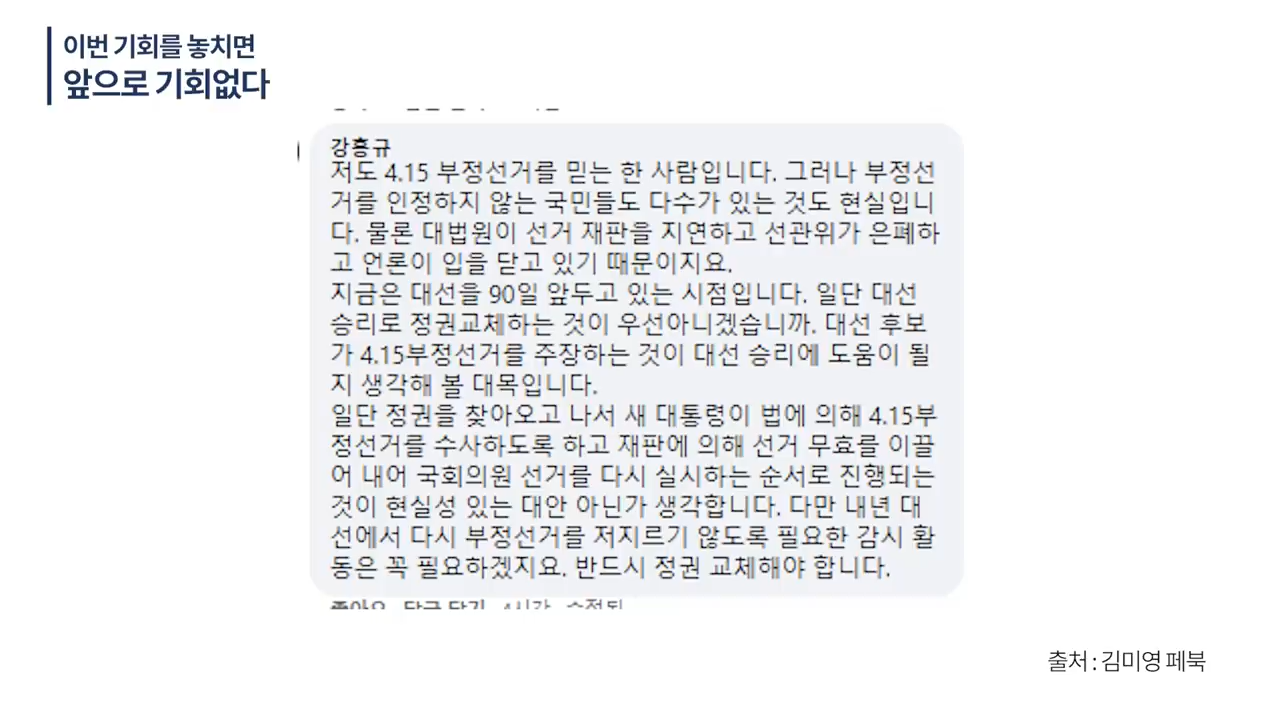 이번 기회를 놓치면
앞으로 기회없다
강흥규
저도 4.15 부정선거를 믿는 한 사람입니다. 그러나 부정선
거를 인정하지 않는 국민들도 다수가 있는 것도 현실입니
다. 물론 대법원이 선거 재판을 지연하고 선관위가 은폐하
고 언론이 입을 닫고 있기 때문이지요.
지금은 대선을 90일 앞두고 있는 시점입니다. 일단 대선
승리로 정권교체하는 것이 우선아니겠습니까. 대선 후보
가 4.15부정선거를 주장하는 것이 대선 승리에 도움이 될
지 생각해 볼 대목입니다.
일단 정권을 찾아오고 나서 새 대통령이 법에 의해 4.15부
정선거를 수사하도록 하고 재판에 의해 선거 무효를 이끌
어 내어 국회의원 선거를 다시 실시하는 순서로 진행되는
것이 현실성 있는 대안 아닌가 생각합니다. 다만 내년 대
선에서 다시 부정선거를 저지르기 않도록 필요한 감시 활
동은 꼭 필요하겠지요. 반드시 정권 교체해야 합니다.
출처 : 김미영 페북